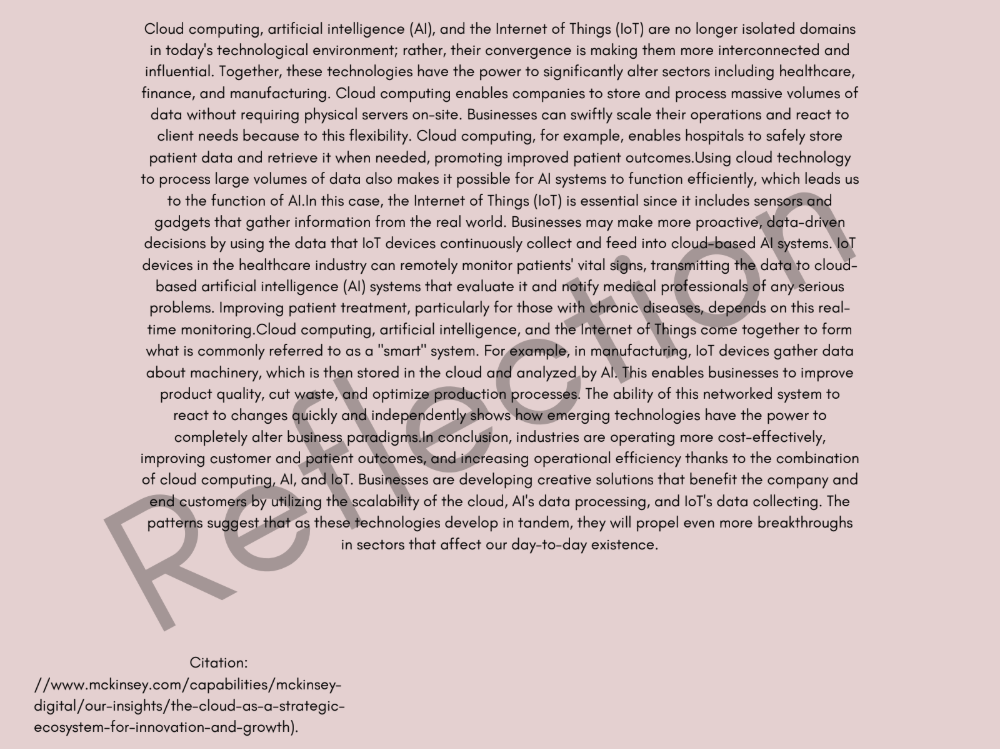 Cloud computing, artificial intelligence (AI), and the Internet of Things (IoT) are no longer isolated domains
in today's technological environment; rather, their convergence is making them more interconnected and
influential. Together, these technologies have the power to significantly alter sectors including healthcare,
finance, and manufacturing. Cloud computing enables companies to store and process massive volumes of
data without requiring physical servers on-site. Businesses can swiftly scale their operations and react to
client needs because to this flexibility. Cloud computing, for example, enables hospitals to safely store
patient data and retrieve it when needed, promoting improved patient outcomes.Using cloud technology
to process large volumes of data also makes it possible for AI systems to function efficiently, which leads us
to the function of AI.In this case, the Internet of Things (IoT) is essential since it includes sensors and
gadgets that gather information from the real world. Businesses may make more proactive, data-driven
decisions by using the data that IoT devices continuously collect and feed into cloud-based AI systems. IoT
devices in the healthcare industry can remotely monitor patients' vital signs, transmitting the data to cloud-
based artificial intelligence (AI) systems that evaluate it and notify medical professionals of any serious
problems. Improving patient treatment, particularly for those with chronic diseases, depends on this real-
time monitoring.Cloud computing, artificial intelligence, and the Internet of Things come together to form
what is commonly referred to as a "smart" system. For example, in manufacturing, IoT devices gather data
about machinery, which is then stored in the cloud and analyzed by AI. This enables businesses to improve
product quality, cut waste, and optimize production processes. The ability of this networked system to
react to changes quickly and independently shows how emerging technologies have the power to
completely alter business paradigms.In conclusion, industries are operating more cost-effectively,
improving customer and patient outcomes, and increasing operational efficiency thanks to the combination
of cloud computing, AI, and IoT. Businesses are developing creative solutions that benefit the company and
end customers by utilizing the scalability of the cloud, AI's data processing, and IoT's data collecting. The
patterns suggest that as these technologies develop in tandem, they will propel even more breakthroughs
in sectors that affect our day-to-day existence.
Reflection
Citation:
//www.mckinsey.com/capabilities/mckinsey-
digital/our-insights/the-cloud-as-a-strategic-
ecosystem-for-innovation-and-growth).